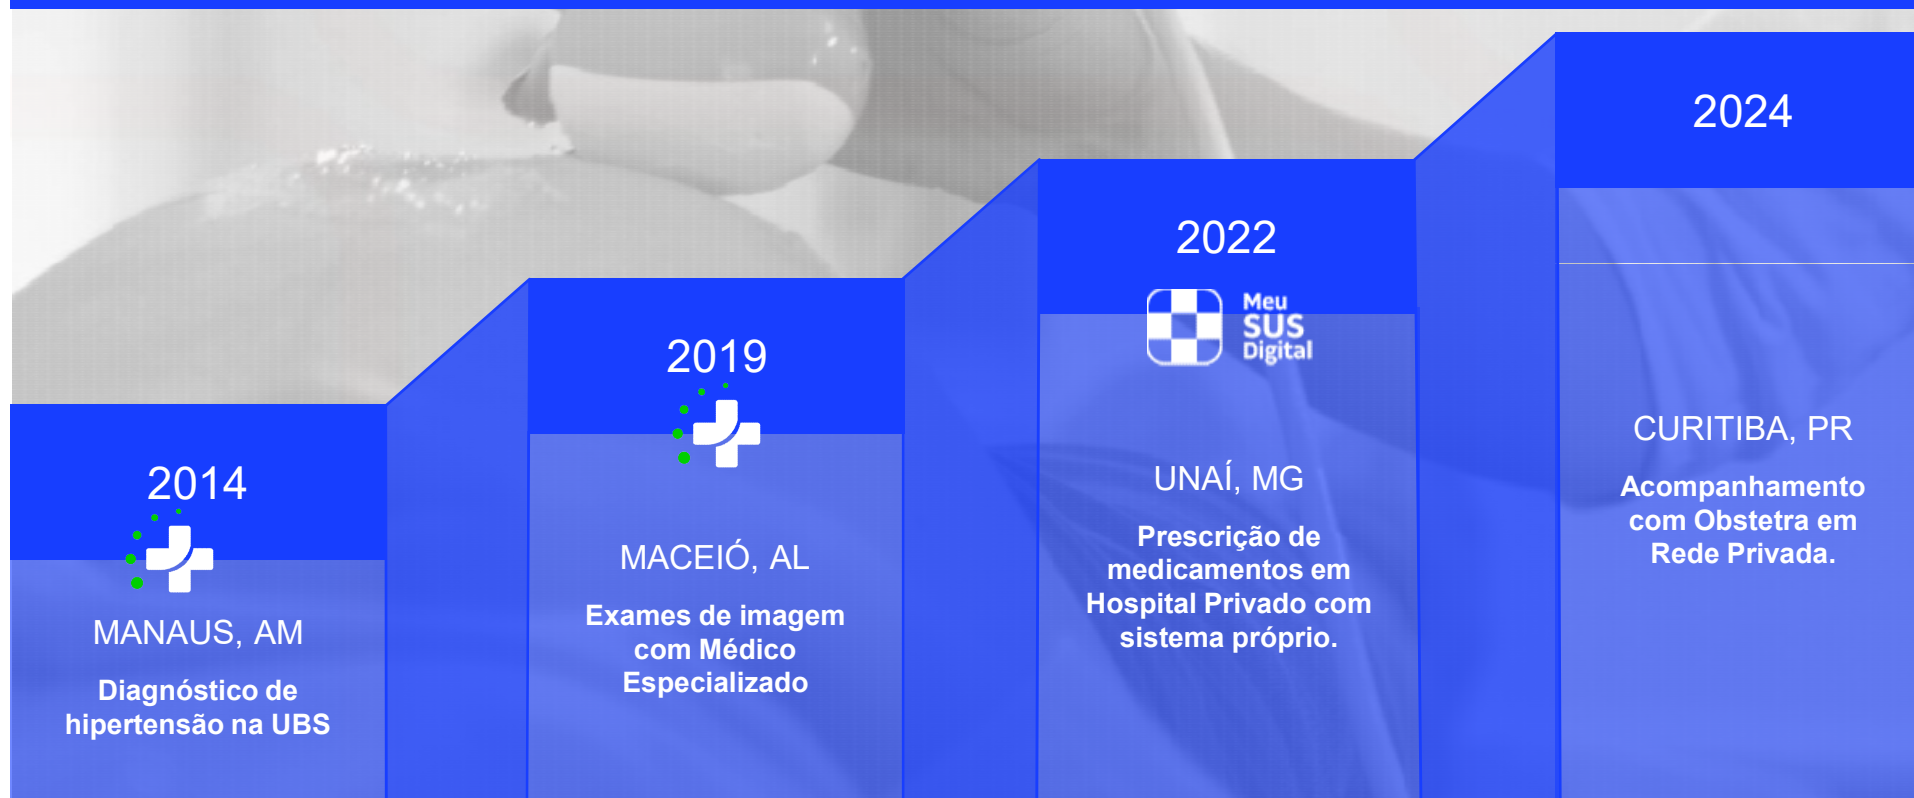 2014
MANAUS, AM
Diagnóstico de
hipertensão na UBS
2019
MACEIÓ, AL
Exames de imagem
com Médico
Especializado
2022
Meu
SUS
Digital
UNAÍ, MG
Prescrição de
medicamentos em
Hospital Privado com
sistema próprio.
2024
CURITIBA, PR
Acompanhamento
com Obstetra em
Rede Privada.